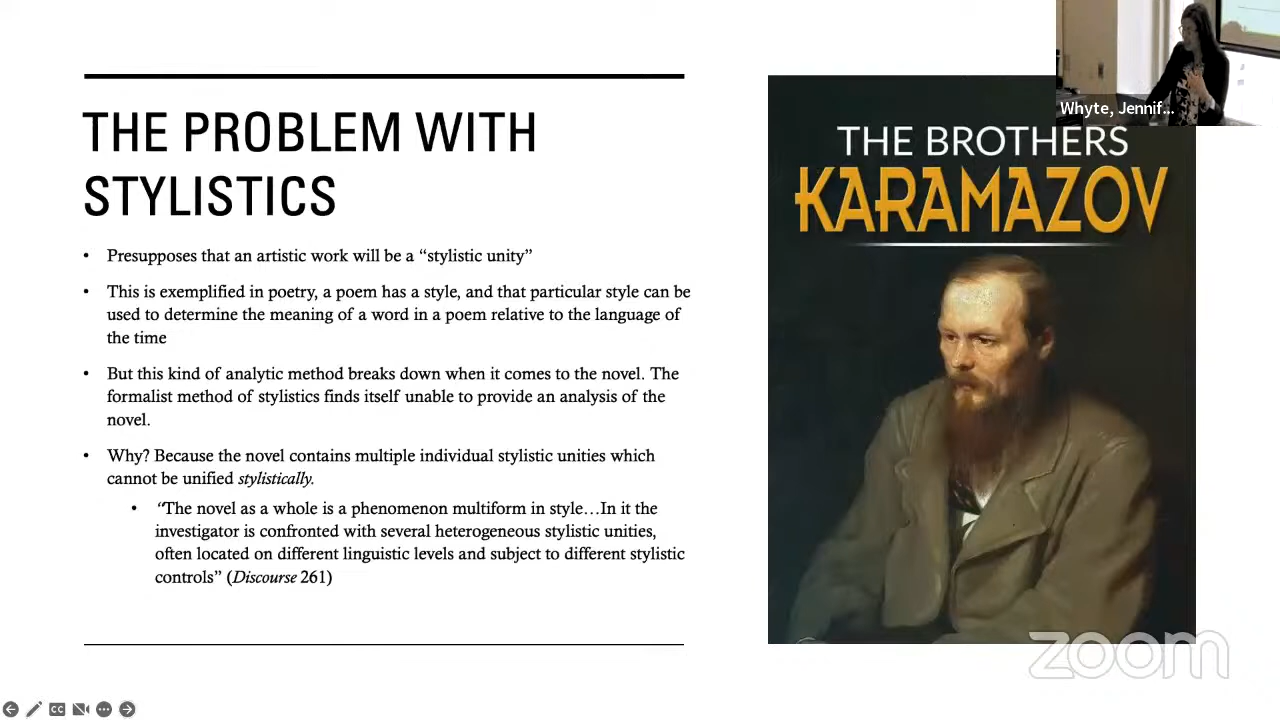 THE PROBLEM WITH
STYLISTICS
• Presupposes that an artistic work will be a “stylistic unity”
• This is exemplified in poetry, a poem has a style, and that particular style can be
used to determine the meaning of a word in a poem relative to the language of
the time
• But this kind of analytic method breaks down when it comes to the novel. The
formalist method of stylistics finds itself unable to provide an analysis of the
novel.
• Why? Because the novel contains multiple individual stylistic unities which
cannot be unified stylistically.
• “The novel as a whole is a phenomenon multiform in style…In it the
investigator is confronted with several heterogeneous stylistic unities,
often located on different linguistic levels and subject to different stylistic
controls” (Discourse 261)
THE BROTHERS
KARAMAZOV
Whyte, Jennif...
zoom
CC